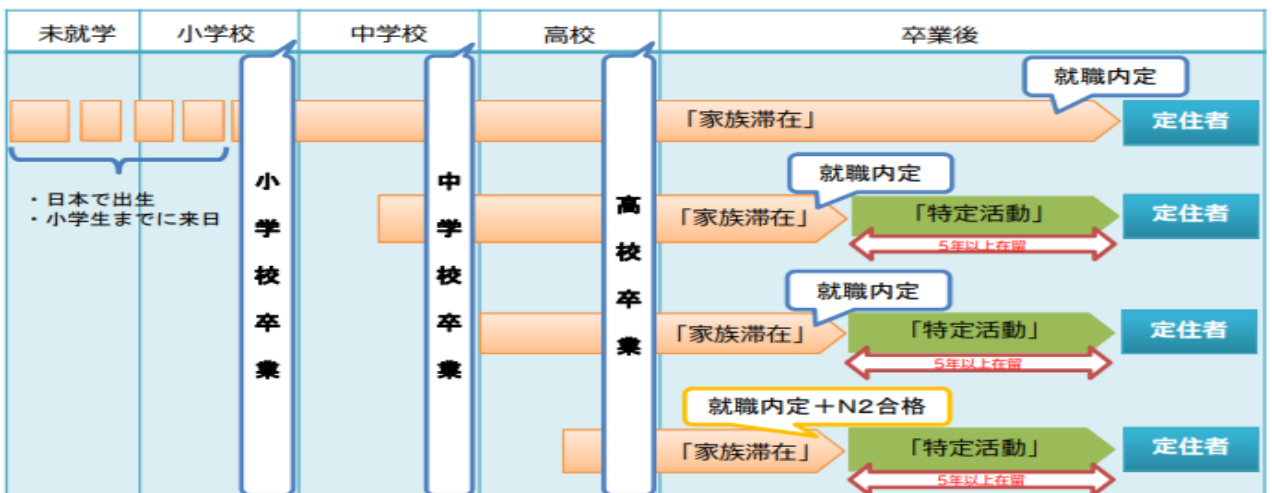 未就学
小学校
中学校
高校
卒業後
就職内定
「家族滞在」
定住者
・日本で出生
・小学生までに来日
小学校卒業
中学校卒業
高校卒業
就職内定
「家族滞在」
「特定活動」
定住者
5年以上在留
就職内定
「家族滞在」
「特定活動」
定住者
5年以上在留
就職内定+N2合格
「家族滞在」
「特定活動」
定住者
5年以上在留